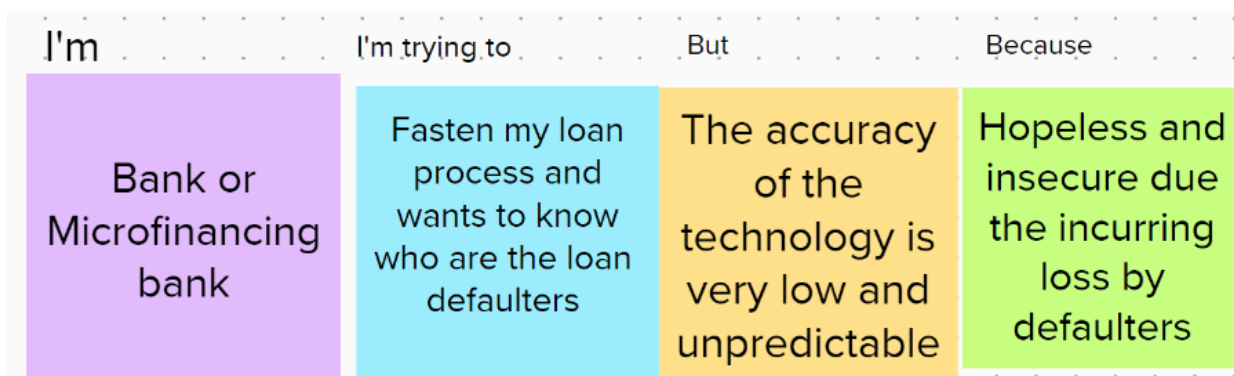 I'm
Bank or
Microfinancing
bank
I'm trying to
Fasten my loan
process and
wants to know
who are the loan
defaulters
But
The accuracy
of the
technology is
very low and
unpredictable
Because
Hopeless and
insecure due
the incurring
loss by
defaulters